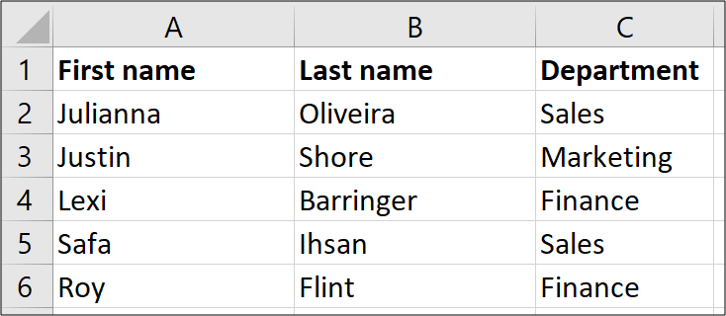 A B C
1 First name Last name Department
2 Julianna Oliveira Sales
3 Justin Shore Marketing
4 Lexi Barringer Finance
5 Safa Ihsan Sales
6 Roy Flint Finance